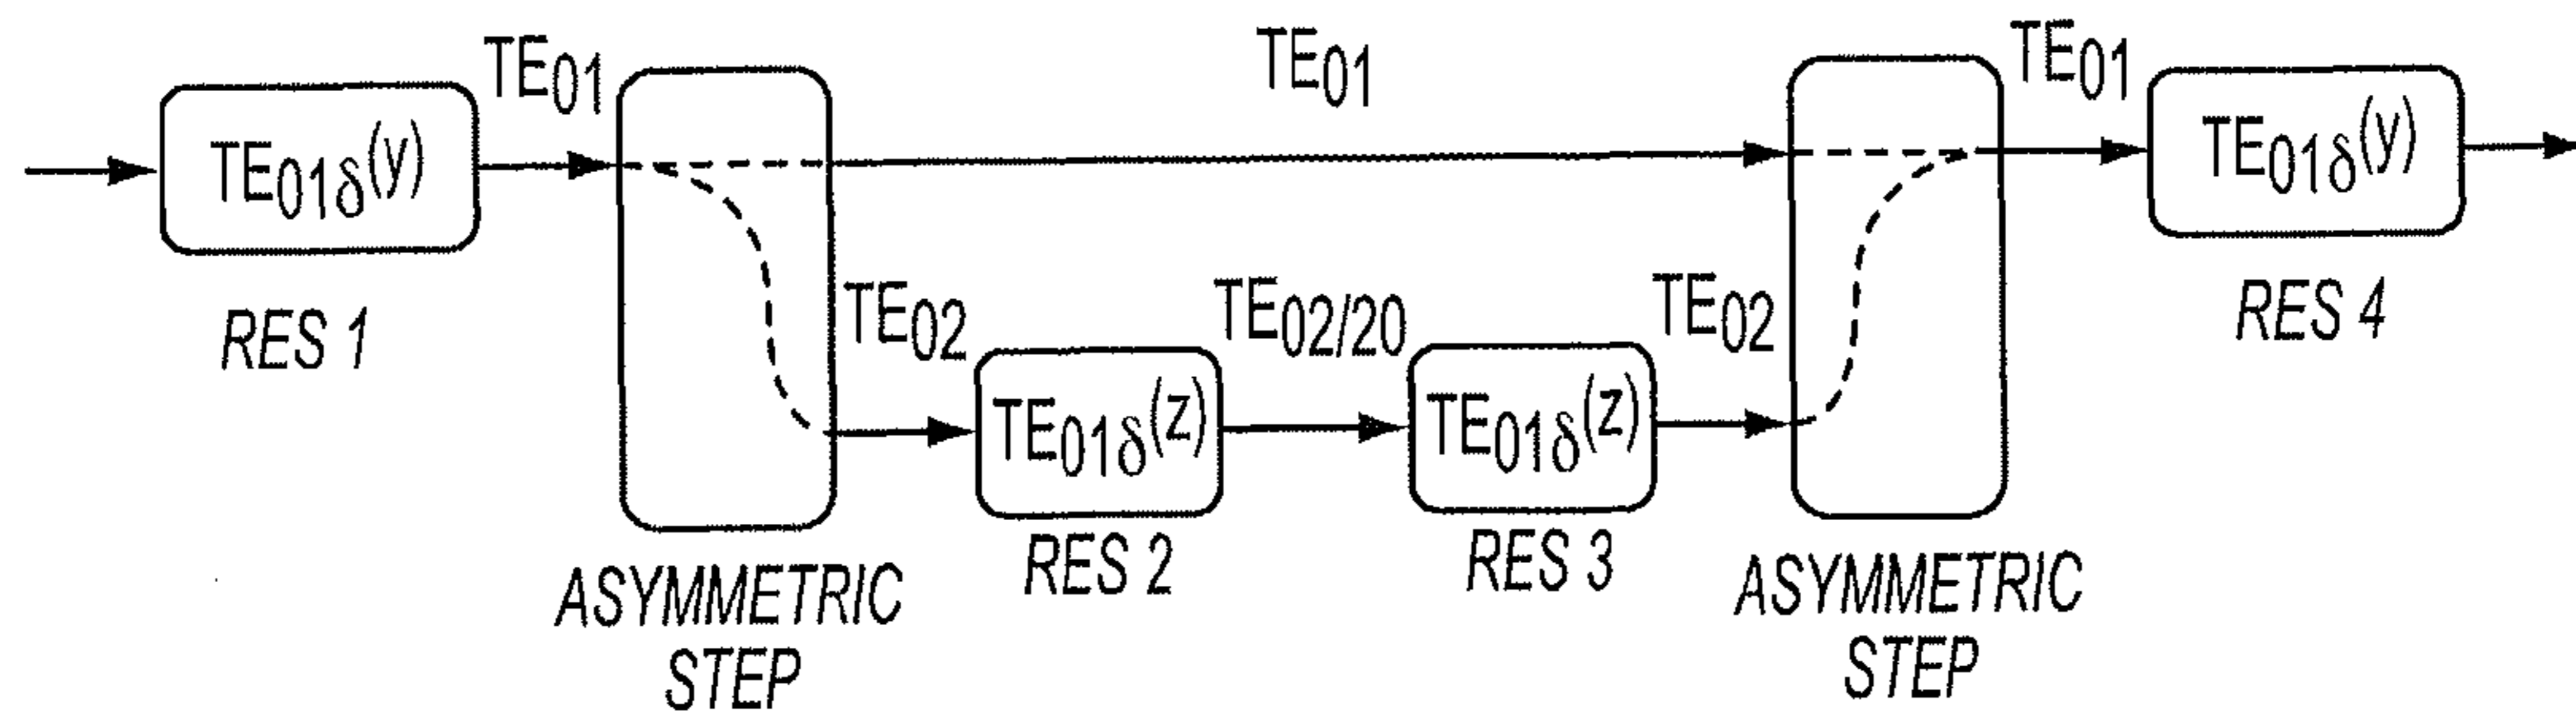 TE01
TE01
TE01
TE01δ(y)
TE01δ(y)
RES 1
TE02
TE02/20
TE02
RES 4
TE01δ(z)
TE01δ(z)
RES 2
RES 3
ASYMMETRIC
STEP
ASYMMETRIC
STEP